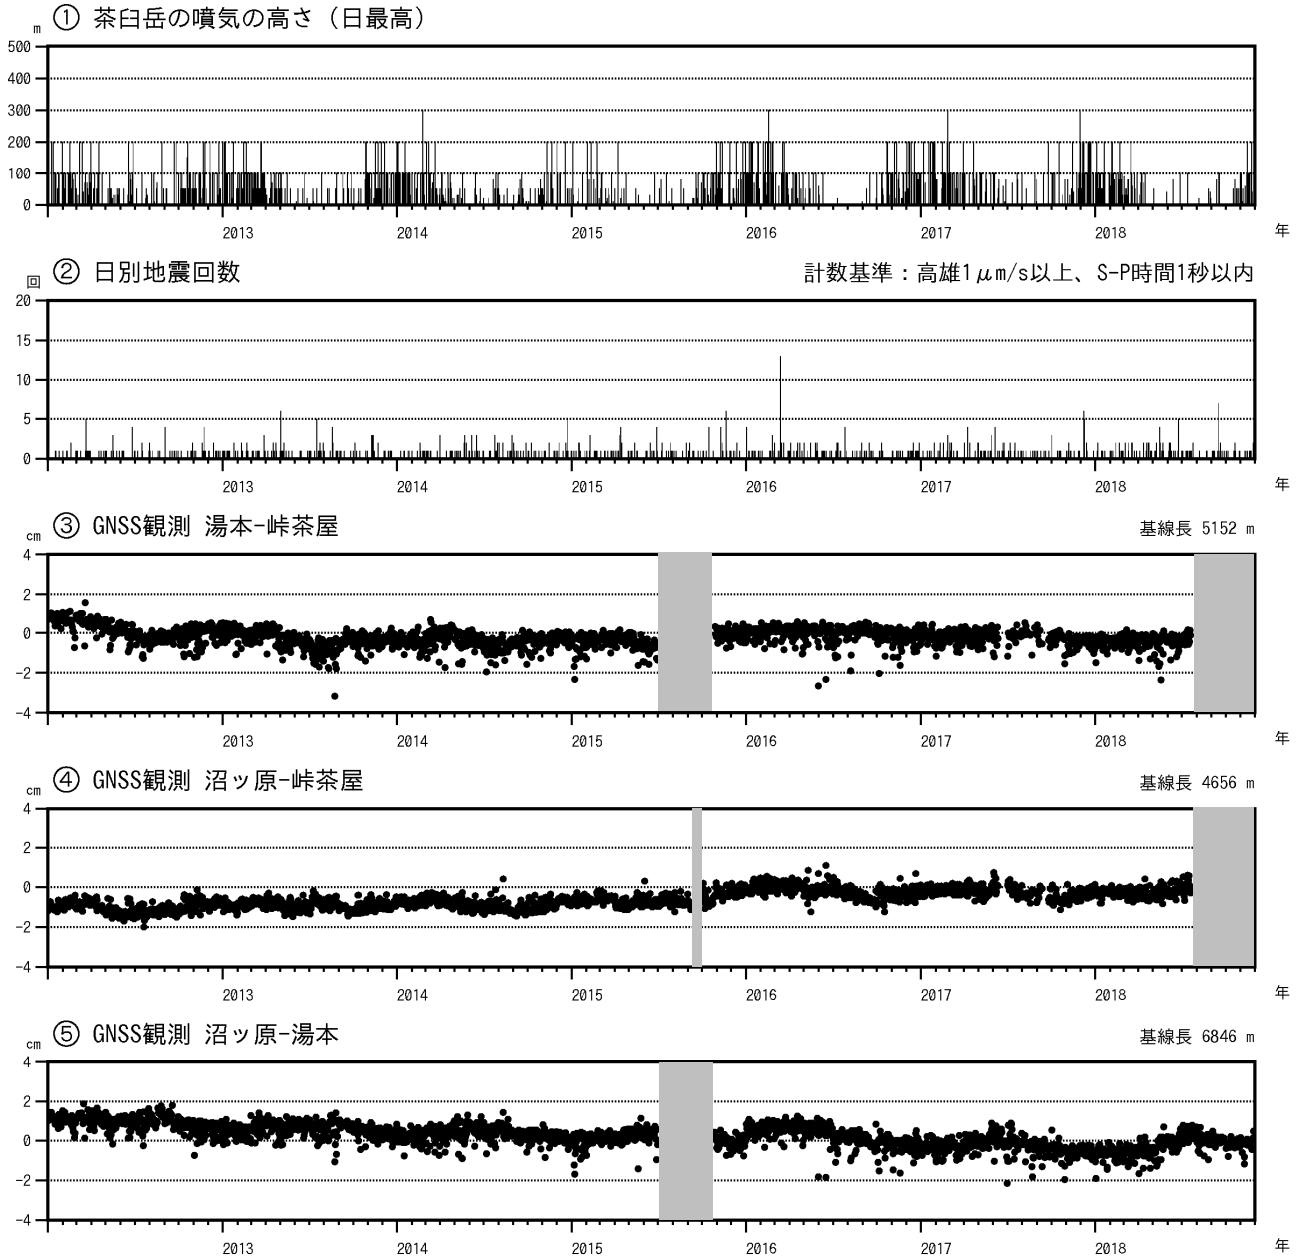 ① 茶臼岳の噴気の高さ（日最高）
m
500
400
300
200
100
0
2013 2014 2015 2016 2017 2018 年
② 日別地震回数 計数基準：高雄1μm/s以上、S-P時間1秒以内
回
20
15
10
5
0
2013 2014 2015 2016 2017 2018 年
③ GNSS観測 湯本-峠茶屋 基線長 5152 m
cm
4
2
0
-2
-4
2013 2014 2015 2016 2017 2018 年
④ GNSS観測 沼ッ原-峠茶屋 基線長 4656 m
cm
4
2
0
-2
-4
2013 2014 2015 2016 2017 2018 年
⑤ GNSS観測 沼ッ原-湯本 基線長 6846 m
cm
4
2
0
-2
-4
2013 2014 2015 2016 2017 2018 年